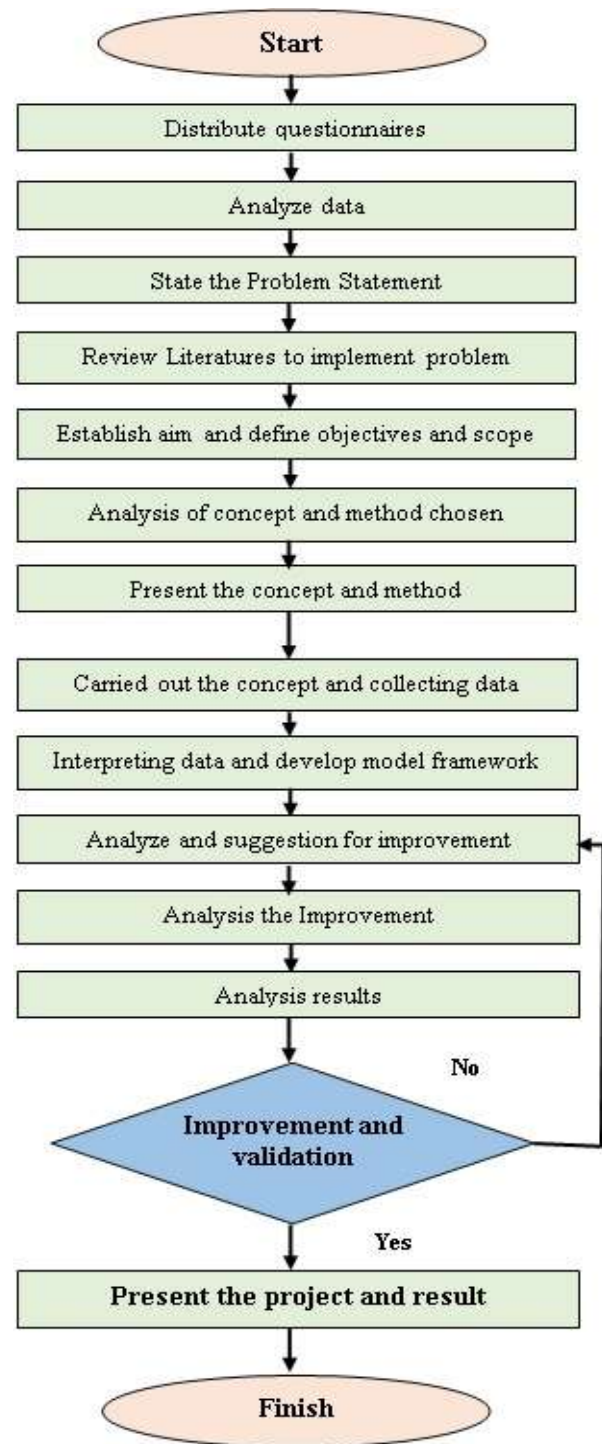 Start
Distribute questionnaires
Analyze data
State the Problem Statement
Review Literatures to implement problem
Establish aim and define objectives and scope
Analysis of concept and method chosen
Present the concept and method
Carried out the concept and collecting data
Interpreting data and develop model framework
Analyze and suggestion for improvement
Analysis the Improvement
Analysis results
No
Improvement and
validation
Yes
Present the project and result
Finish